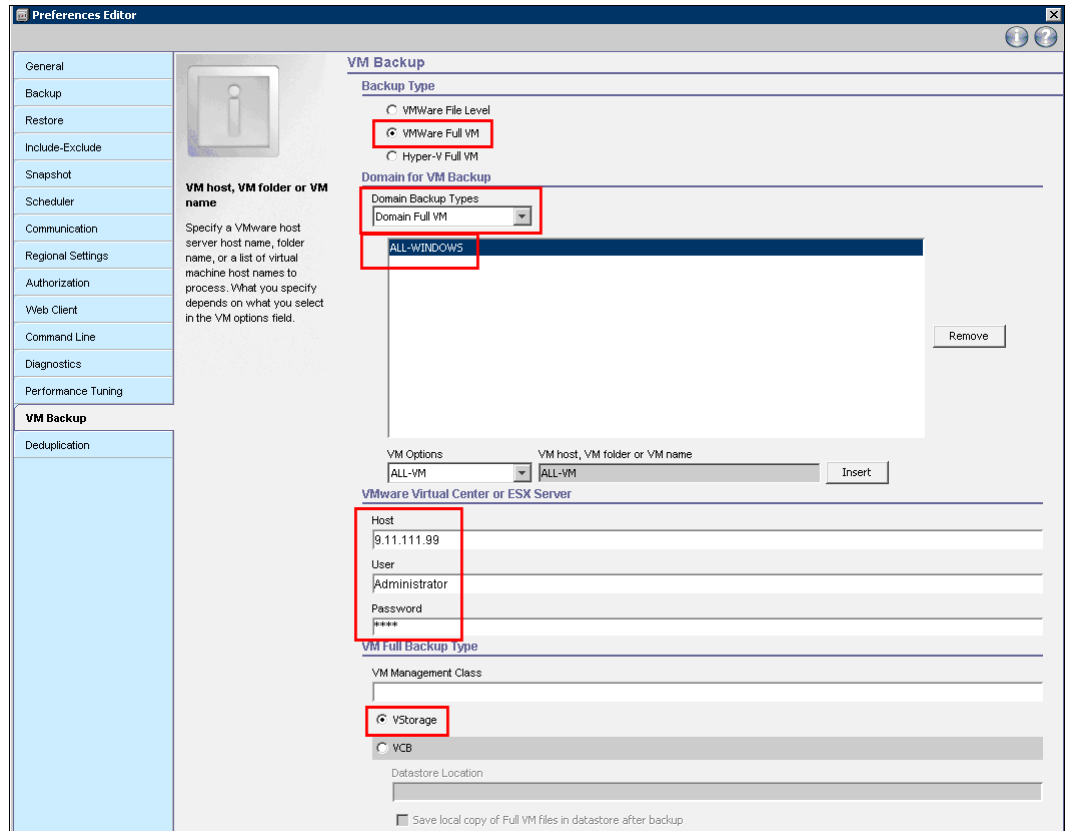 Preferences Editor
General
Backup
Restore
Include-Exclude
Snapshot
Scheduler
Communication
Regional Settings
Authorization
Web Client
Command Line
Diagnostics
Performance Tuning
VM Backup
Deduplication
VM host, VM folder or VM
name
Specify a VMware host
server host name, folder
name, or a list of virtual
machine host names to
process. What you specify
depends on what you select
in the VM options field.
VM Backup
Backup Type
VMWare File Level
VMWare Full VM
Hyper-V Full VM
Domain for VM Backup
Domain Backup Types
Domain Full VM
ALL-WINDOWS
Remove
VM Options
VM host, VM folder or VM name
ALL-VM
ALL-VM
Insert
VMware Virtual Center or ESX Server
Host
9.11.111.99
User
Administrator
Password
****
VM Full Backup Type
VM Management Class
VStorage
VCB
Datastore Location
Save local copy of Full VM files in datastore after backup